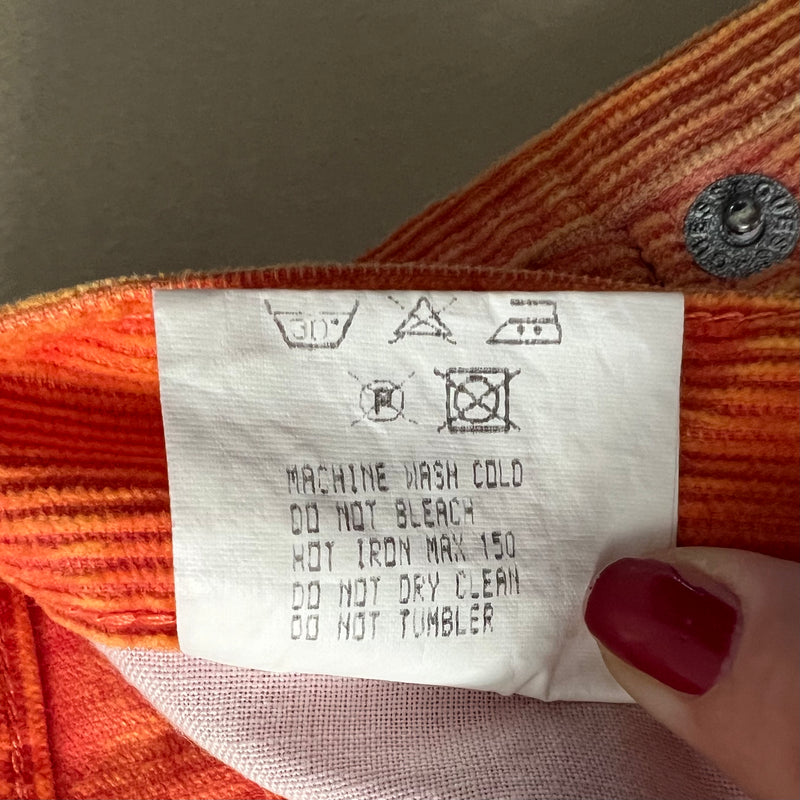 30°
P
MACHINE WASH COLD
DO NOT BLEACH
HOT IRON MAX 150
DO NOT DRY CLEAN
DO NOT TUMBLER